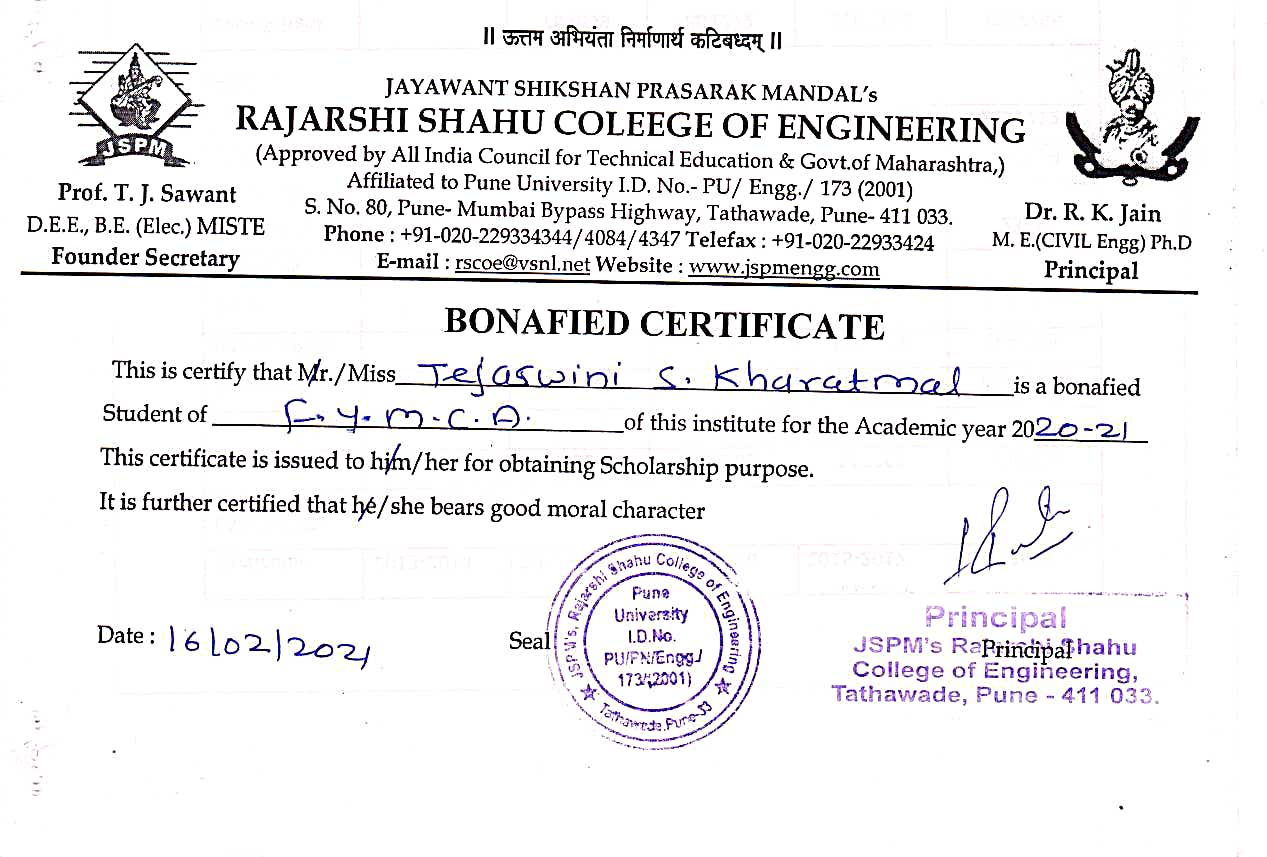 ॥ ऊत्तम अभियंता निर्माणार्थ कटिबध्दम् ॥
JAYAWANT SHIKSHAN PRASARAK MANDAL's
RAJARSHI SHAHU COLEEGE OF ENGINEERING
(Approved by All India Council for Technical Education & Govt.of Maharashtra,)
Affiliated to Pune University I.D. No.- PU/ Engg./ 173 (2001)
S. No. 80, Pune- Mumbai Bypass Highway, Tathawade, Pune- 411 033.
Phone : +91-020-229334344/4084/4347 Telefax : +91-020-22933424
E-mail : rscoe@vsnl.net Website : www.jspmengg.com
JSPM
Prof. T. J. Sawant
D.E.E., B.E. (Elec.) MISTE
Founder Secretary
Dr. R. K. Jain
M. E.(CIVIL Engg) Ph.D
Principal
BONAFIED CERTIFICATE
This is certify that Mr./Miss Tejaswini S. Kharatmal is a bonafied
Student of F.Y.M.C.A. of this institute for the Academic year 2020-21
This certificate is issued to him/her for obtaining Scholarship purpose.
It is further certified that he/she bears good moral character
Date : 16/02/2021
Seal
JSPM's, Rajarshi Shahu College of Engineering
Tathawade, Pune-33
Pune
University
I.D.No.
PU/PN/Engg./
173/(2001)
Principal
JSPM's Rajarshi Shahu
Principal
College of Engineering,
Tathawade, Pune - 411 033.